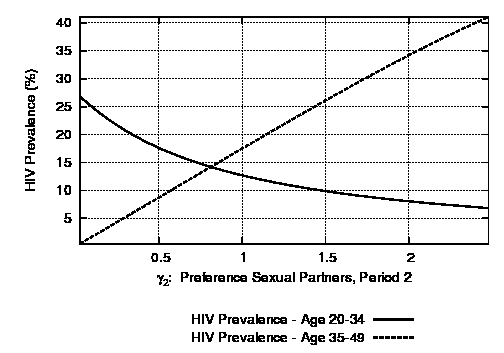 HIV Prevalence (%)
40
35
30
25
20
15
10
5
0.5 1 1.5 2
γ2: Preference Sexual Partners, Period 2
HIV Prevalence - Age 20-34
HIV Prevalence - Age 35-49